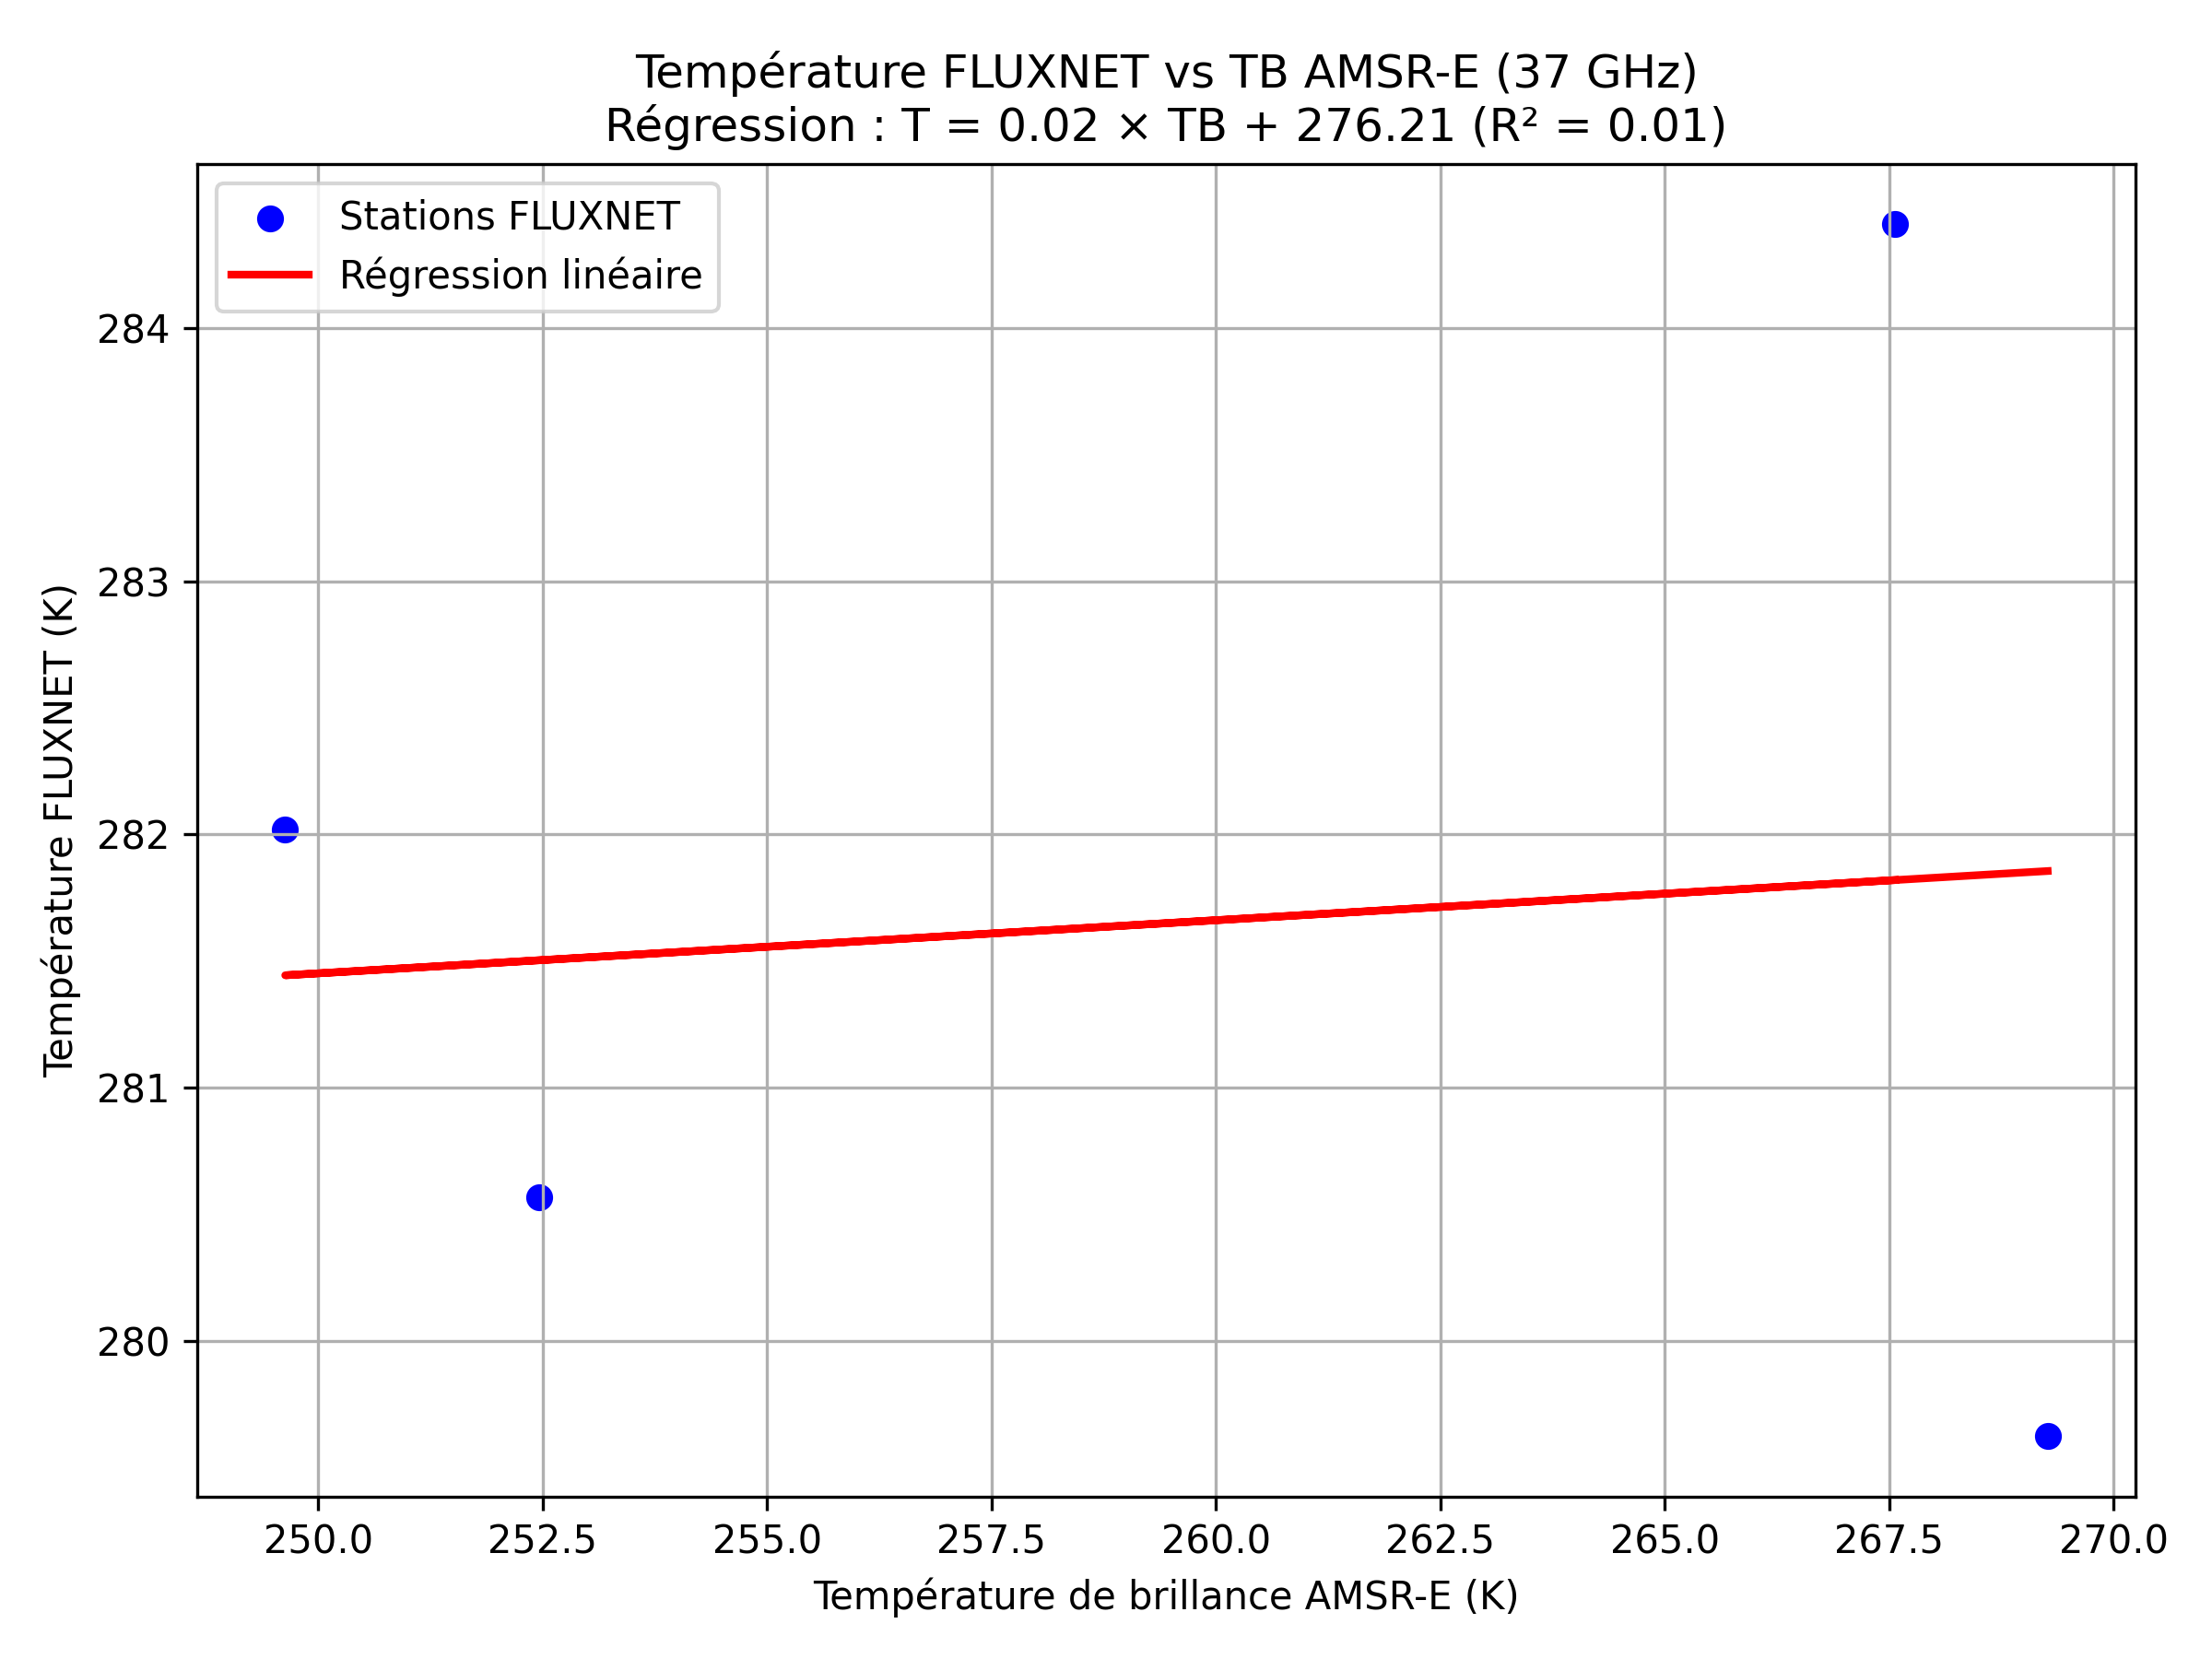 Température FLUXNET vs TB AMSR-E (37 GHz)
Régression : T = 0.02 × TB + 276.21 (R² = 0.01)
Stations FLUXNET
Régression linéaire
284
283
282
281
280
Température FLUXNET (K)
250.0 252.5 255.0 257.5 260.0 262.5 265.0 267.5 270.0
Température de brillance AMSR-E (K)